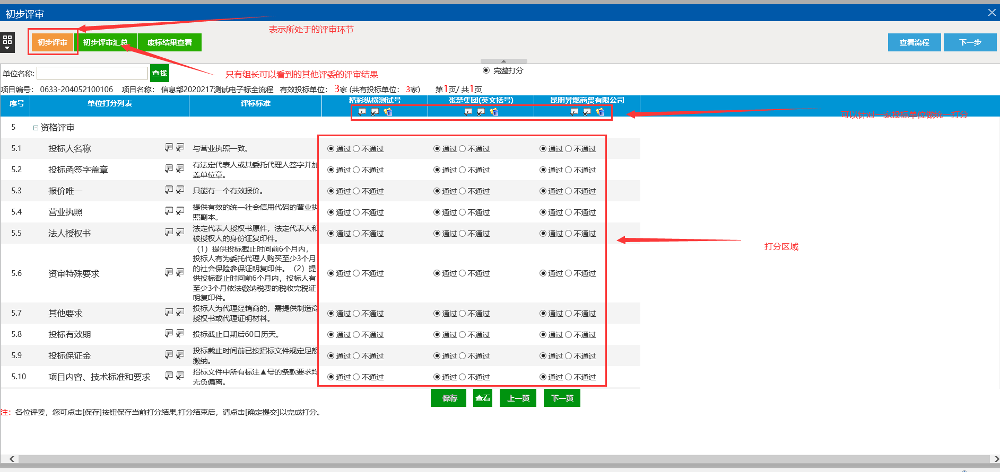 初步评审
表示所处于的评审环节
初步评审 初步评审汇总 废标结果查看 查看流程 下一步
只有组长可以看到的其他评委的评审结果
单位名称: 查找 完整打分
项目编号: 0633-204052100106 项目名称: 信息部2020217测试电子标全流程 有效投标单位: 3家 (共有投标单位: 3家) 第1页/ 共1页
序号 单位打分列表 评标标准 精彩纵横测试号 张楚集团(英文括号) 昆明昇燃商贸有限公司
可以针对一家投标单位做统一打分
5 资格评审
5.1 投标人名称 与营业执照一致。 通过 不通过 通过 不通过 通过 不通过
5.2 投标函签字盖章 有法定代表人或其委托代理人签字并加
盖单位章。 通过 不通过 通过 不通过 通过 不通过
5.3 报价唯一 只能有一个有效报价。 通过 不通过 通过 不通过 通过 不通过
5.4 营业执照 提供有效的统一社会信用代码的营业执
照副本。 通过 不通过 通过 不通过 通过 不通过
5.5 法人授权书 法定代表人授权书原件，法定代表人和
被授权人的身份证复印件。 通过 不通过 通过 不通过 通过 不通过
打分区域
5.6 资审特殊要求 （1）提供投标截止时间前6个月内，
投标人有为委托代理人购买至少3个月
的社会保险参保证明复印件。（2）提
供投标截止时间前6个月内，投标人有
至少3个月依法缴纳税费的税收完税证
明复印件。 通过 不通过 通过 不通过 通过 不通过
5.7 其他要求 投标人为代理经销商的，需提供制造商
授权书或代理证明材料。 通过 不通过 通过 不通过 通过 不通过
5.8 投标有效期 投标截止日期后60日历天。 通过 不通过 通过 不通过 通过 不通过
5.9 投标保证金 投标截止时间前已按招标文件规定足额
缴纳。 通过 不通过 通过 不通过 通过 不通过
5.10 项目内容、技术标准和要求 招标文件中所有标注▲号的条款要求均
无负偏离。 通过 不通过 通过 不通过 通过 不通过
保存 查看 上一页 下一页
注：各位评委，您可点击[保存]按钮保存当前打分结果,打分结束后，请点击[确定提交]以完成打分。